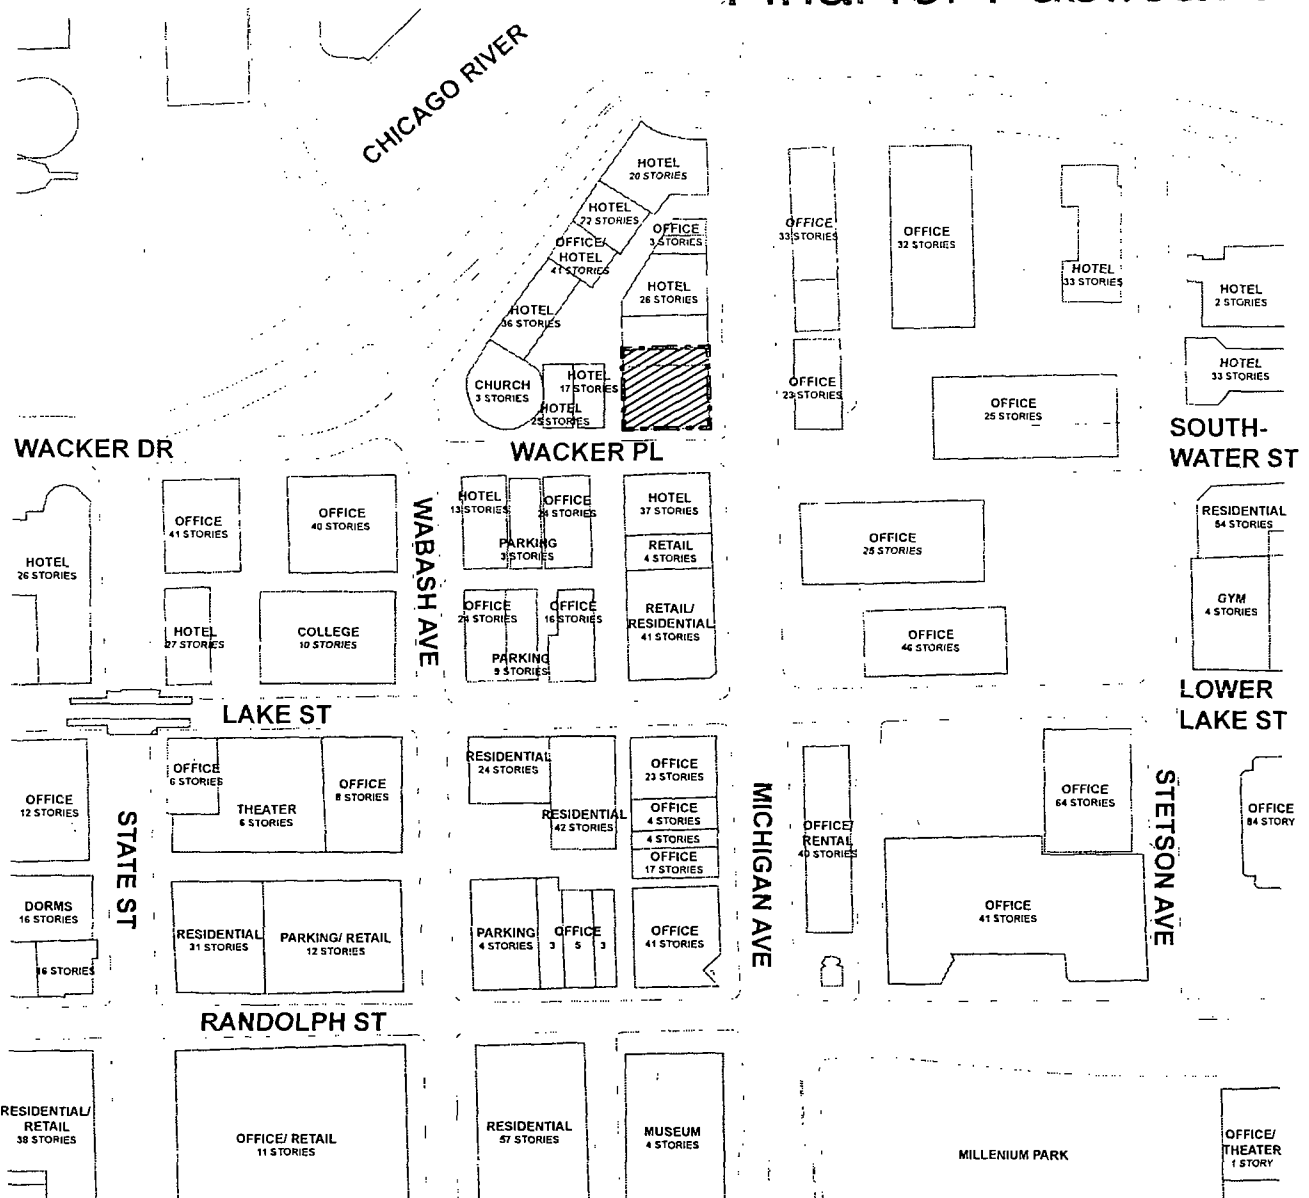 CHICAGO RIVER
HOTEL
20 STORIES
HOTEL
22 STORIES
OFFICE/
HOTEL
41 STORIES
OFFICE
3 STORIES
HOTEL
26 STORIES
HOTEL
36 STORIES
CHURCH
3 STORIES
HOTEL
17 STORIES
HOTEL
25 STORIES
OFFICE
33 STORIES
OFFICE
32 STORIES
HOTEL
33 STORIES
HOTEL
2 STORIES
HOTEL
33 STORIES
OFFICE
23 STORIES
OFFICE
25 STORIES
WACKER DR
WACKER PL
SOUTH-
WATER ST
HOTEL
26 STORIES
OFFICE
41 STORIES
OFFICE
40 STORIES
WABASH AVE
HOTEL
13 STORIES
PARKING
3 STORIES
OFFICE
24 STORIES
HOTEL
37 STORIES
RETAIL
4 STORIES
RETAIL/
RESIDENTIAL
41 STORIES
OFFICE
25 STORIES
RESIDENTIAL
54 STORIES
GYM
4 STORIES
HOTEL
27 STORIES
COLLEGE
10 STORIES
OFFICE
24 STORIES
PARKING
9 STORIES
OFFICE
16 STORIES
OFFICE
46 STORIES
LAKE ST
LOWER
LAKE ST
OFFICE
12 STORIES
STATE ST
OFFICE
6 STORIES
THEATER
6 STORIES
OFFICE
8 STORIES
RESIDENTIAL
24 STORIES
RESIDENTIAL
42 STORIES
OFFICE
23 STORIES
OFFICE
4 STORIES
4 STORIES
OFFICE
17 STORIES
MICHIGAN AVE
OFFICE/
RENTAL
40 STORIES
OFFICE
64 STORIES
STETSON AVE
OFFICE
84 STORY
DORMS
16 STORIES
16 STORIES
RESIDENTIAL
31 STORIES
PARKING/ RETAIL
12 STORIES
PARKING
4 STORIES
OFFICE
3 5 3
OFFICE
41 STORIES
OFFICE
41 STORIES
RANDOLPH ST
RESIDENTIAL/
RETAIL
38 STORIES
OFFICE/ RETAIL
11 STORIES
RESIDENTIAL
57 STORIES
MUSEUM
4 STORIES
MILLENIUM PARK
OFFICE/
THEATER
1 STORY